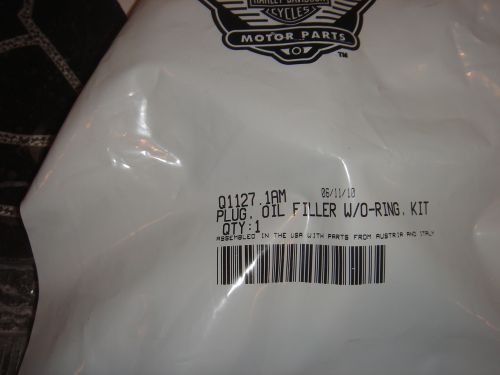 HARLEY-DAVIDSON
CYCLES
MOTOR PARTS
TM
Q1127.1AM 06/11/10
PLUG, OIL FILLER W/O-RING, KIT
QTY:1
ASSEMBLED IN THE USA WITH PARTS FROM AUSTRIA AND ITALY